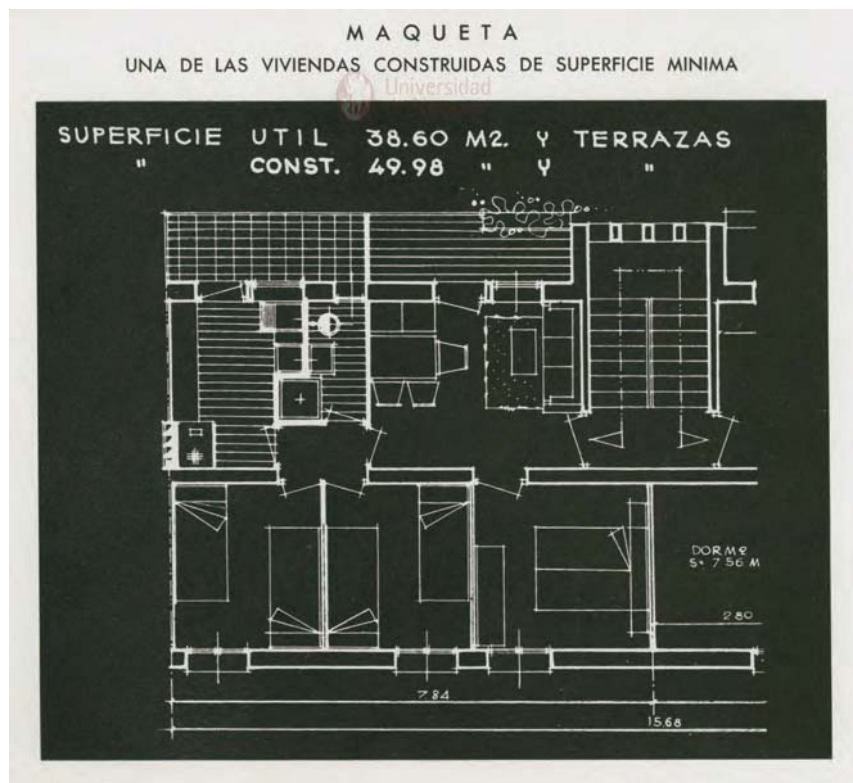 MAQUETA
UNA DE LAS VIVIENDAS CONSTRUIDAS DE SUPERFICIE MINIMA
Universidad
SUPERFICIE UTIL 38.60 M2. Y TERRAZAS
" CONST. 49.98 " Y "
DORMº
S= 7.56 M
2.80
7.84
15.68